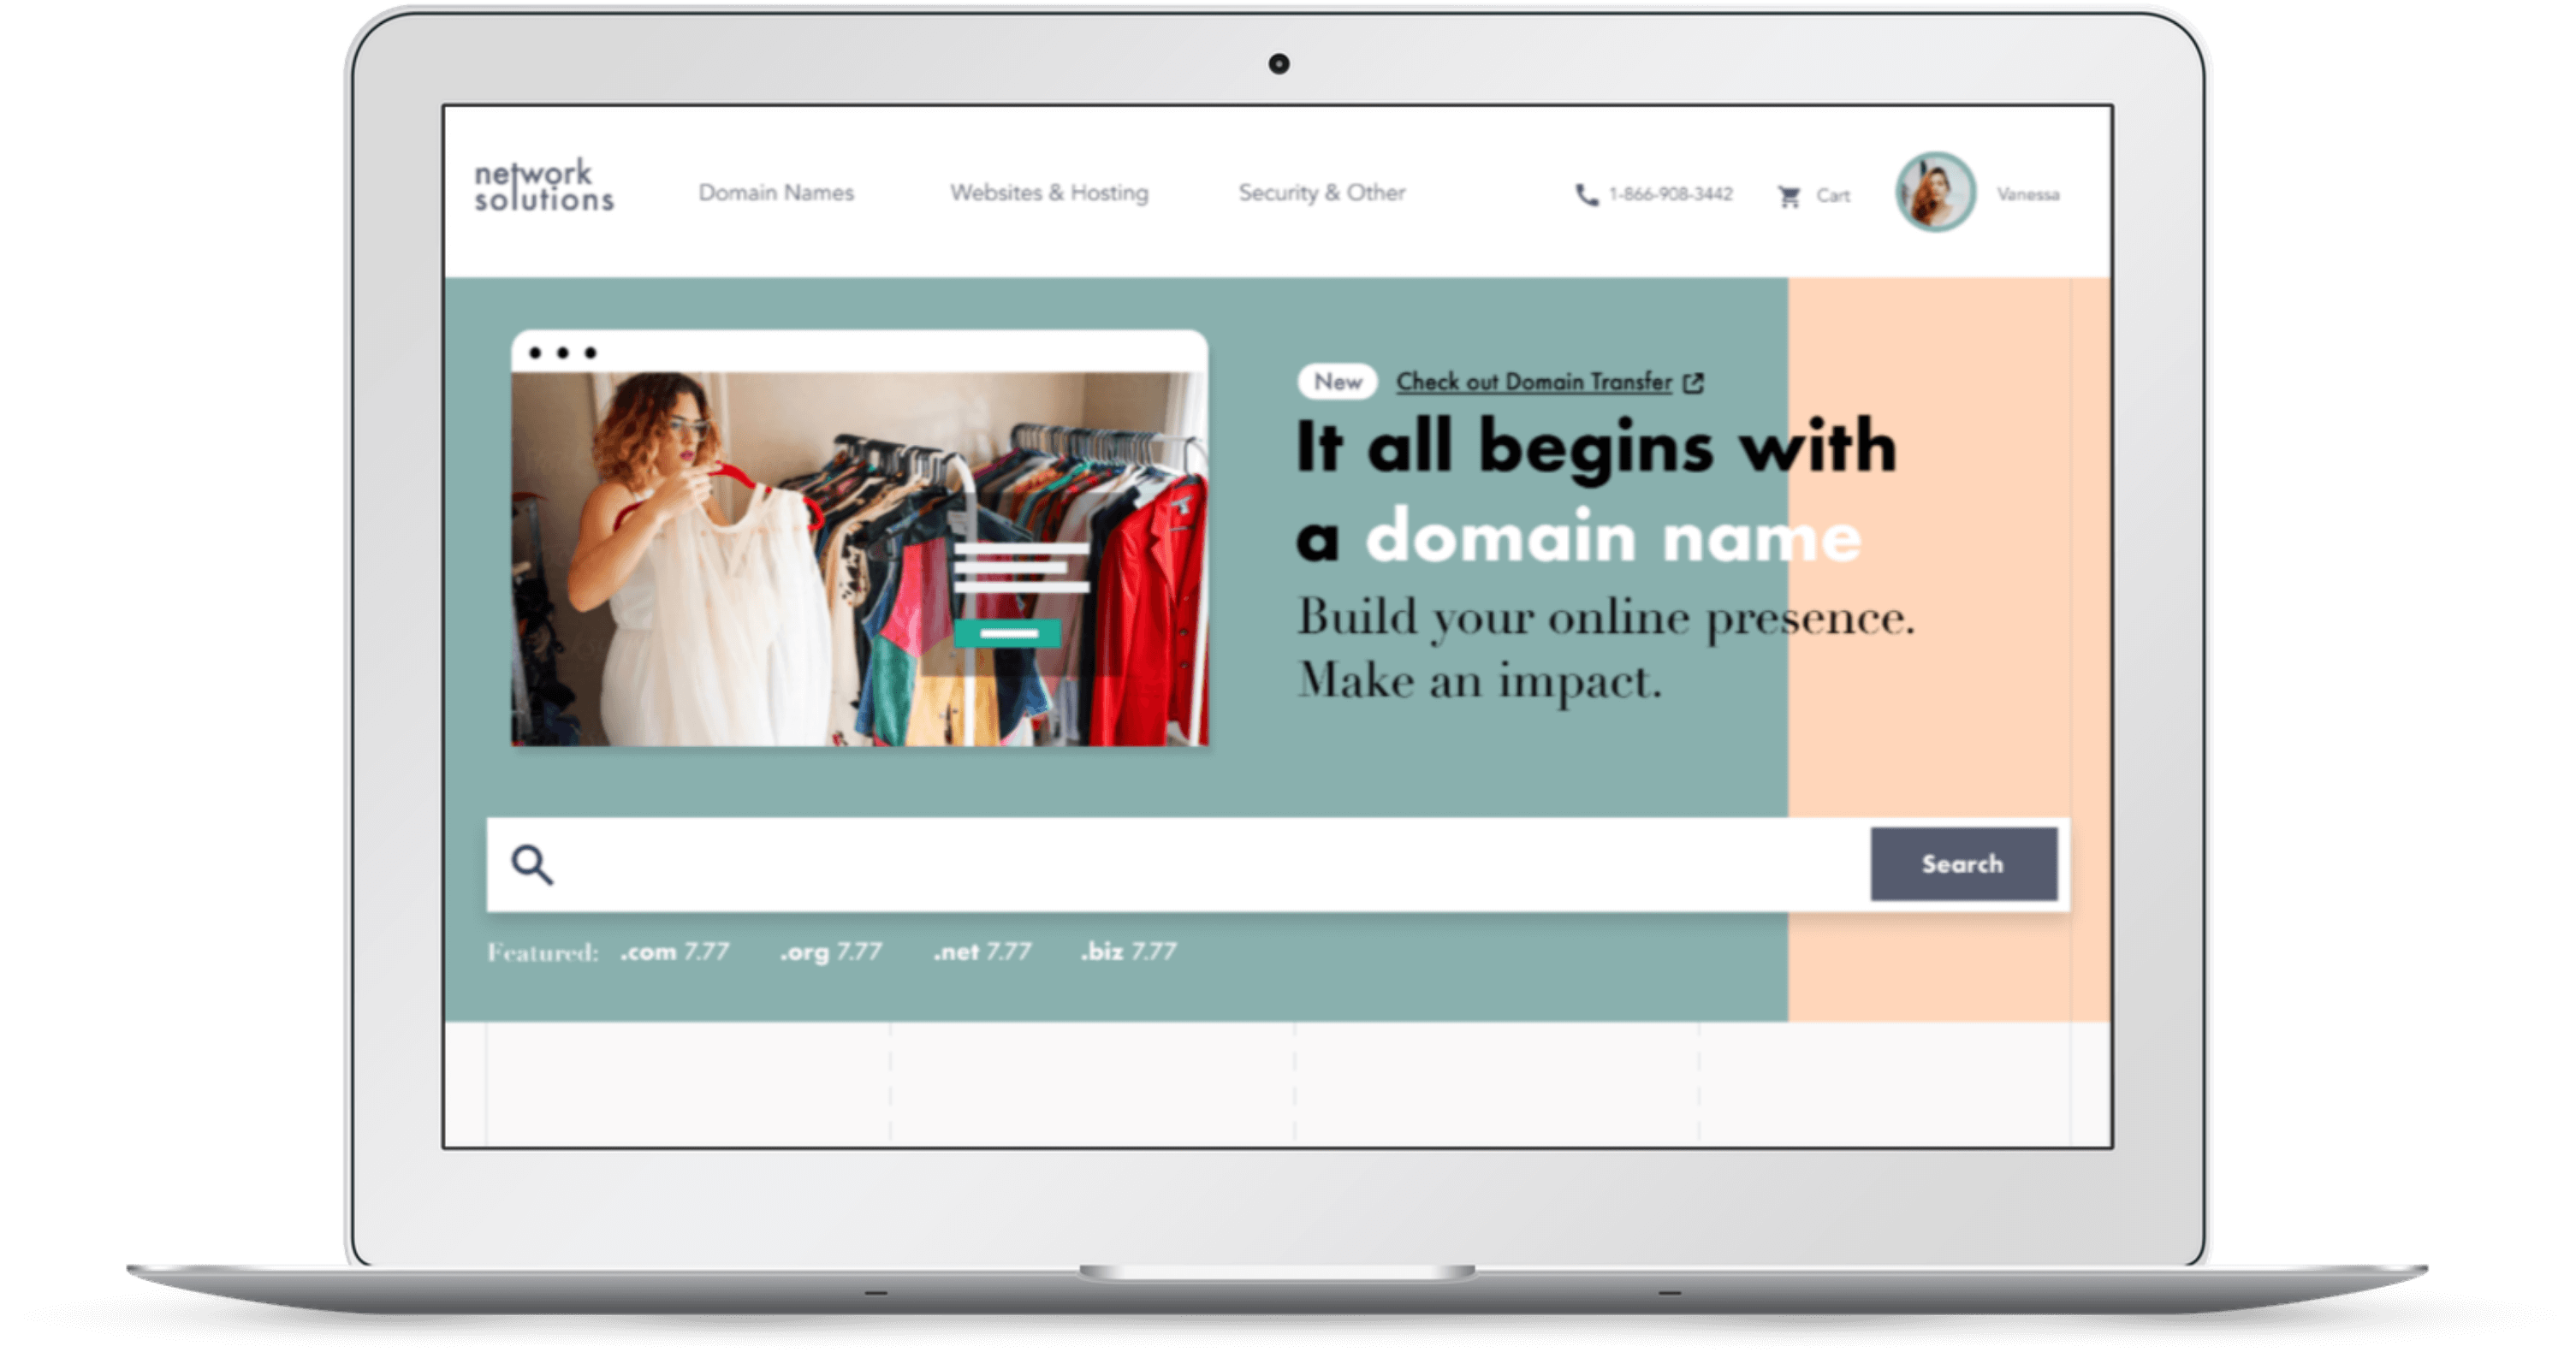 network
solutions
Domain Names
Websites & Hosting
Security & Other
1-866-908-3442
Cart
Vanessa
New
Check out Domain Transfer
It all begins with
a domain name
Build your online presence.
Make an impact.
Search
Featured: .com 7.77 .org 7.77 .net 7.77 .biz 7.77